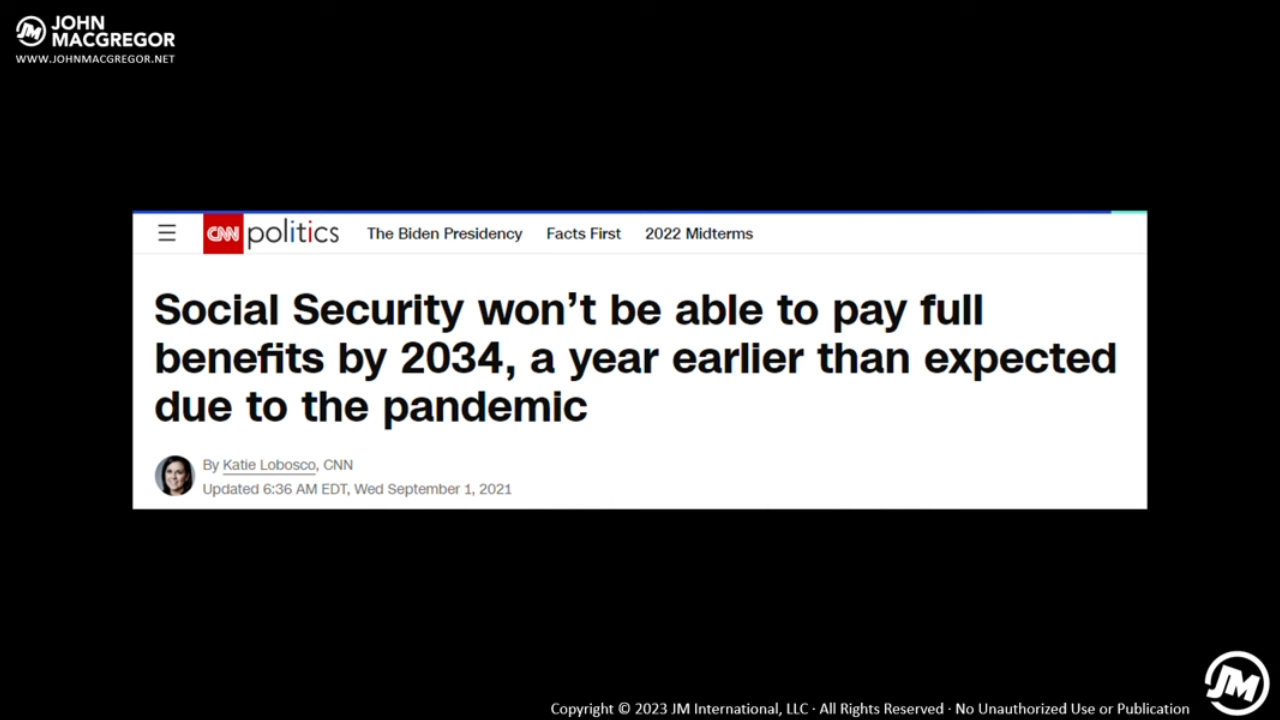 JM JOHN
MACGREGOR
WWW.JOHNMACGREGOR.NET
CNN politics The Biden Presidency Facts First 2022 Midterms
Social Security won’t be able to pay full
benefits by 2034, a year earlier than expected
due to the pandemic
By Katie Lobosco, CNN
Updated 6:36 AM EDT, Wed September 1, 2021
JM
Copyright © 2023 JM International, LLC · All Rights Reserved · No Unauthorized Use or Publication